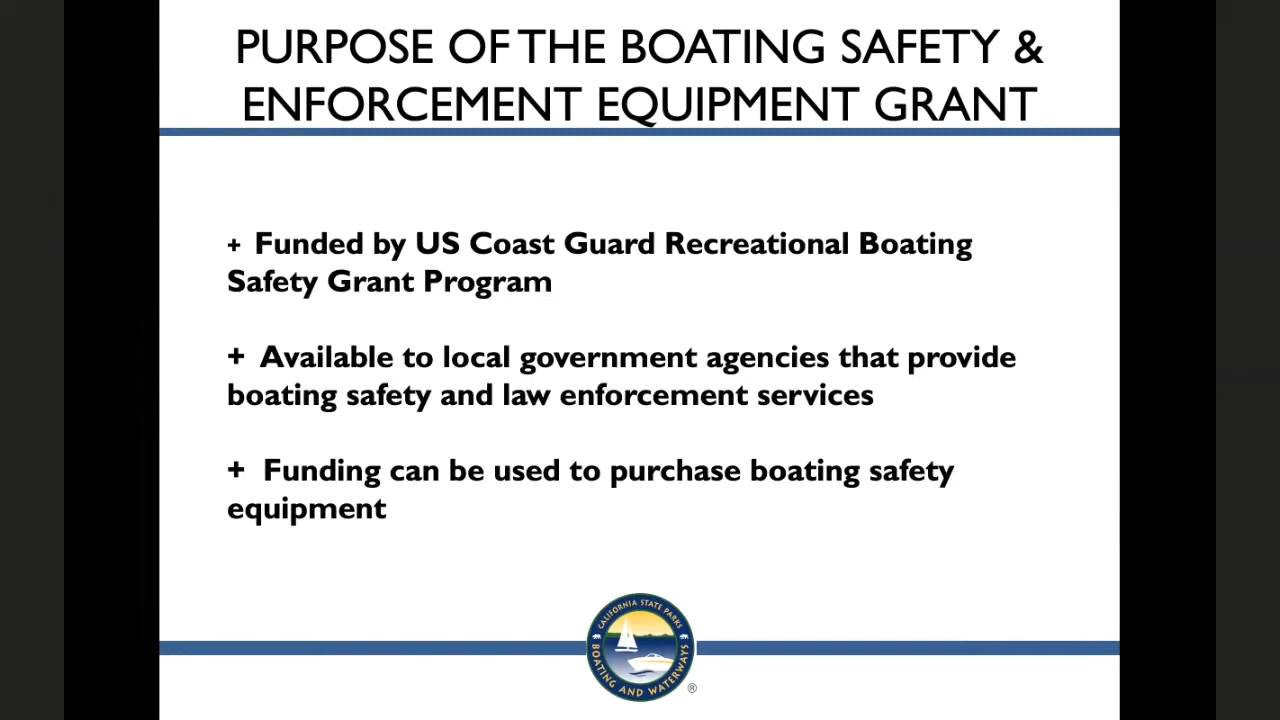 PURPOSE OF THE BOATING SAFETY &
ENFORCEMENT EQUIPMENT GRANT
+ Funded by US Coast Guard Recreational Boating
Safety Grant Program
+ Available to local government agencies that provide
boating safety and law enforcement services
+ Funding can be used to purchase boating safety
equipment
CALIFORNIA STATE PARKS
BOATING AND WATERWAYS
®